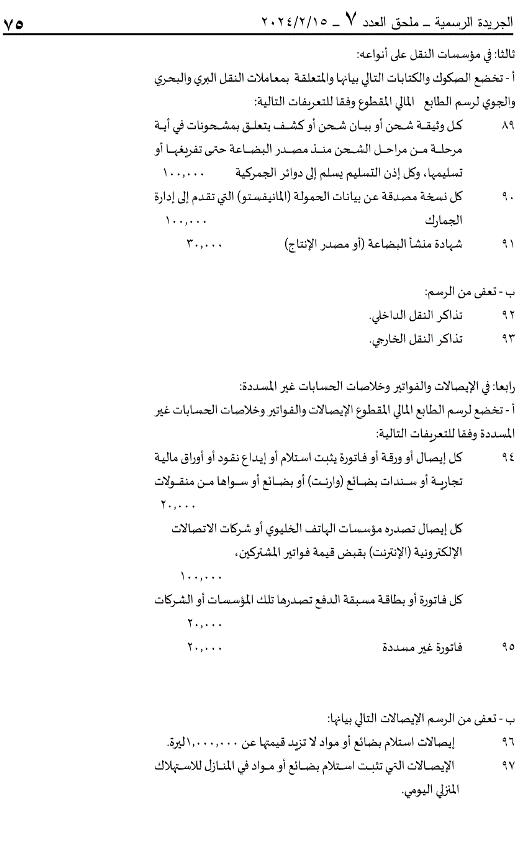 الجريدة الرسمية ـ ملحق العدد ٧ ـ ٢٠٢٤/٢/١٥ ٧٥
ثالثا: في مؤسسات النقل على أنواعه:
أ - تخضع الصكوك والكتابات التالي بيانها والمتعلقة بمعاملات النقل البري والبحري
والجوي لرسم الطابع المالي المقطوع وفقا للتعريفات التالية:
٨٩ كل وثيقة شحن أو بيان شحن أو كشف يتعلق بمشحونات في أية
مرحلة من مراحل الشحن منذ مصدر البضاعة حتى تفريغها أو
تسليمها، وكل إذن التسليم يسلم إلى دوائر الجمركية ١٠٠,٠٠٠
٩٠ كل نسخة مصدقة عن بيانات الحمولة (المانيفستو) التي تقدم إلى إدارة
الجمارك ١٠٠,٠٠٠
٩١ شهادة منشأ البضاعة (أو مصدر الإنتاج) ٣٠,٠٠٠
ب - تعفى من الرسم:
٩٢ تذاكر النقل الداخلي.
٩٣ تذاكر النقل الخارجي.
رابعا: في الإيصالات والفواتير وخلاصات الحسابات غير المسددة:
أ - تخضع لرسم الطابع المالي المقطوع الإيصالات والفواتير وخلاصات الحسابات غير
المسددة وفقا للتعريفات التالية:
٩٤ كل إيصال أو ورقة أو فاتورة يثبت استلام أو إيداع نقود أو أوراق مالية
تجارية أو سندات بضائع (وارنت) أو بضائع أو سواها من منقولات
٢٠,٠٠٠
كل إيصال تصدره مؤسسات الهاتف الخليوي أو شركات الاتصالات
الإلكترونية (الإنترنت) بقبض قيمة فواتير المشتركين،
١٠٠,٠٠٠
كل فاتورة أو بطاقة مسبقة الدفع تصدرها تلك المؤسسات أو الشركات
٢٠,٠٠٠
٩٥ فاتورة غير مسددة ٢٠,٠٠٠
ب - تعفى من الرسم الإيصالات التالي بيانها:
٩٦ إيصالات استلام بضائع أو مواد لا تزيد قيمتها عن ١,٠٠٠,٠٠٠ليرة.
٩٧ الإيصالات التي تثبت استلام بضائع أو مواد في المنازل للاستهلاك
المنزلي اليومي.